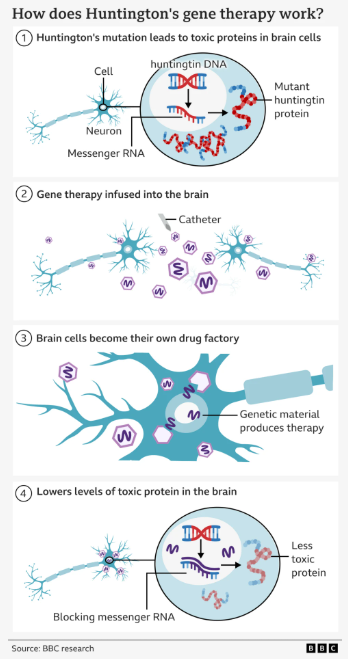 How does Huntington's gene therapy work?
1 Huntington's mutation leads to toxic proteins in brain cells
huntingtin DNA
Cell
Mutant
huntingtin
protein
Neuron
Messenger RNA
2 Gene therapy infused into the brain
Catheter
3 Brain cells become their own drug factory
Genetic material
produces therapy
4 Lowers levels of toxic protein in the brain
Less
toxic
protein
Blocking messenger RNA
Source: BBC research
BBC